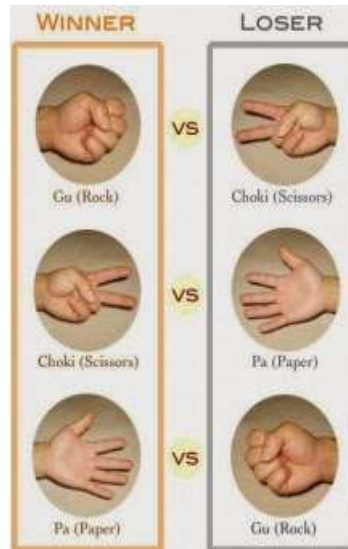 WINNER
LOSER
Gu (Rock)
VS
Choki (Scissors)
Choki (Scissors)
VS
Pa (Paper)
Pa (Paper)
VS
Gu (Rock)